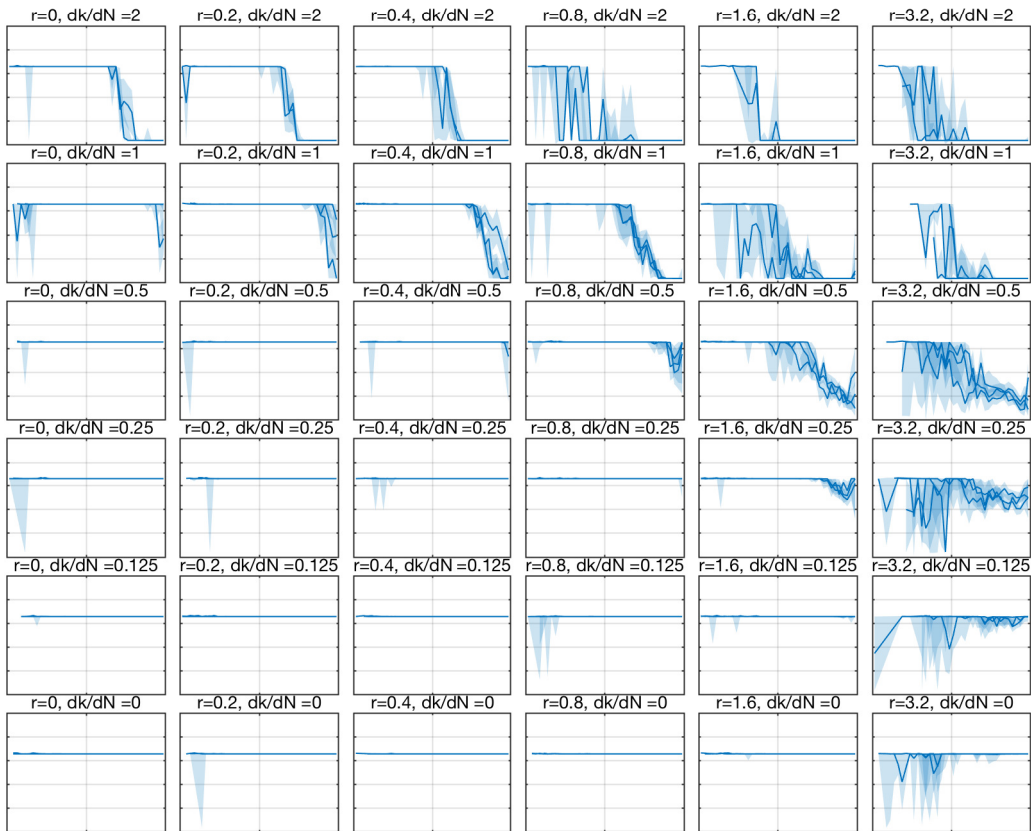 r=0, dk/dN =2 r=0.2, dk/dN =2 r=0.4, dk/dN =2 r=0.8, dk/dN =2 r=1.6, dk/dN =2 r=3.2, dk/dN =2
r=0, dk/dN =1 r=0.2, dk/dN =1 r=0.4, dk/dN =1 r=0.8, dk/dN =1 r=1.6, dk/dN =1 r=3.2, dk/dN =1
r=0, dk/dN =0.5 r=0.2, dk/dN =0.5 r=0.4, dk/dN =0.5 r=0.8, dk/dN =0.5 r=1.6, dk/dN =0.5 r=3.2, dk/dN =0.5
r=0, dk/dN =0.25 r=0.2, dk/dN =0.25 r=0.4, dk/dN =0.25 r=0.8, dk/dN =0.25 r=1.6, dk/dN =0.25 r=3.2, dk/dN =0.25
r=0, dk/dN =0.125 r=0.2, dk/dN =0.125 r=0.4, dk/dN =0.125 r=0.8, dk/dN =0.125 r=1.6, dk/dN =0.125 r=3.2, dk/dN =0.125
r=0, dk/dN =0 r=0.2, dk/dN =0 r=0.4, dk/dN =0 r=0.8, dk/dN =0 r=1.6, dk/dN =0 r=3.2, dk/dN =0